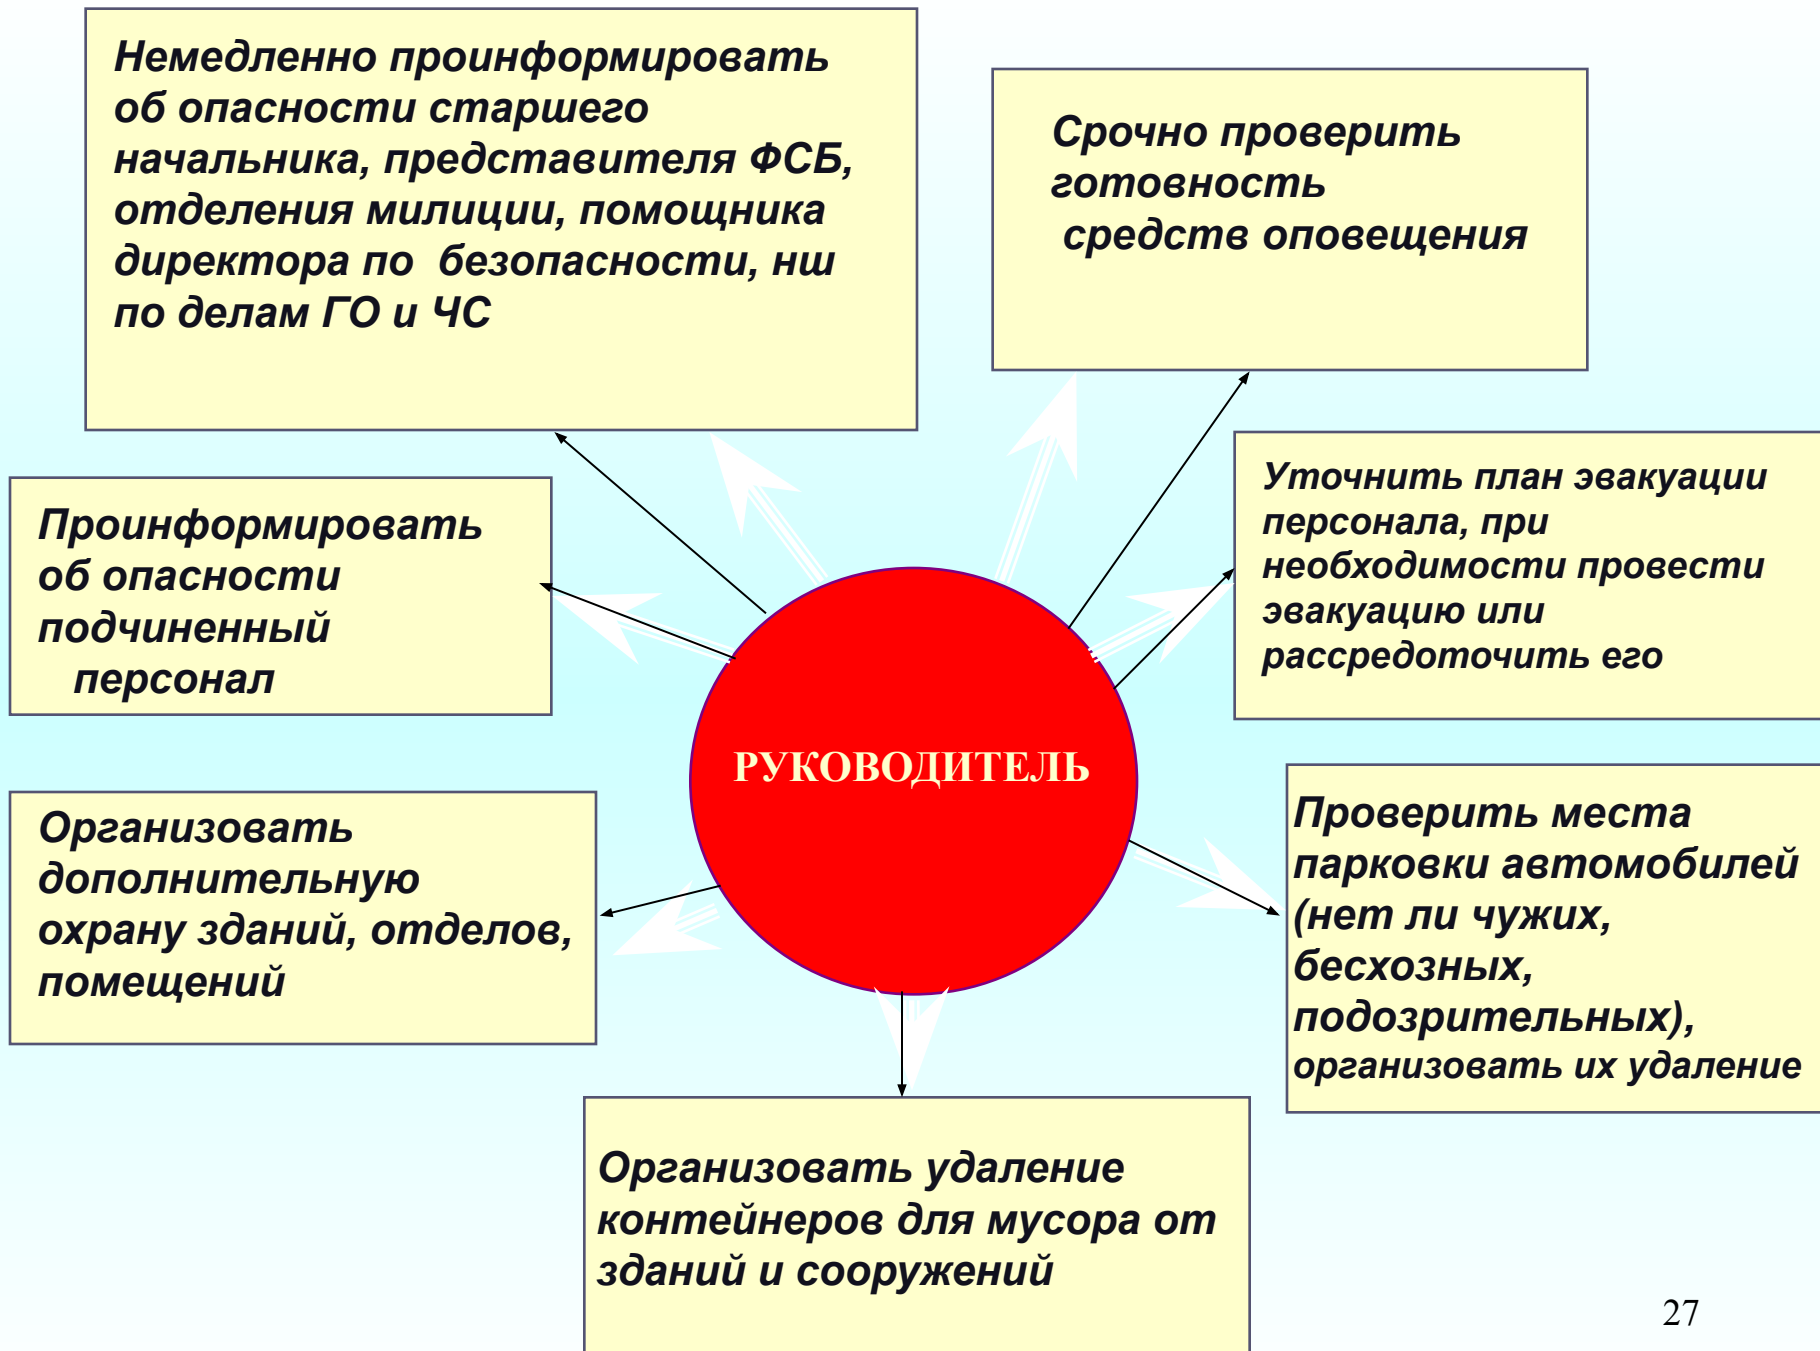 Немедленно проинформировать
об опасности старшего
начальника, представителя ФСБ,
отделения милиции, помощника
директора по безопасности, нш
по делам ГО и ЧС
Срочно проверить
готовность
средств оповещения
Проинформировать
об опасности
подчиненный
персонал
Уточнить план эвакуации
персонала, при
необходимости провести
эвакуацию или
рассредоточить его
РУКОВОДИТЕЛЬ
Организовать
дополнительную
охрану зданий, отделов,
помещений
Проверить места
парковки автомобилей
(нет ли чужих,
бесхозных,
подозрительных),
организовать их удаление
Организовать удаление
контейнеров для мусора от
зданий и сооружений
27